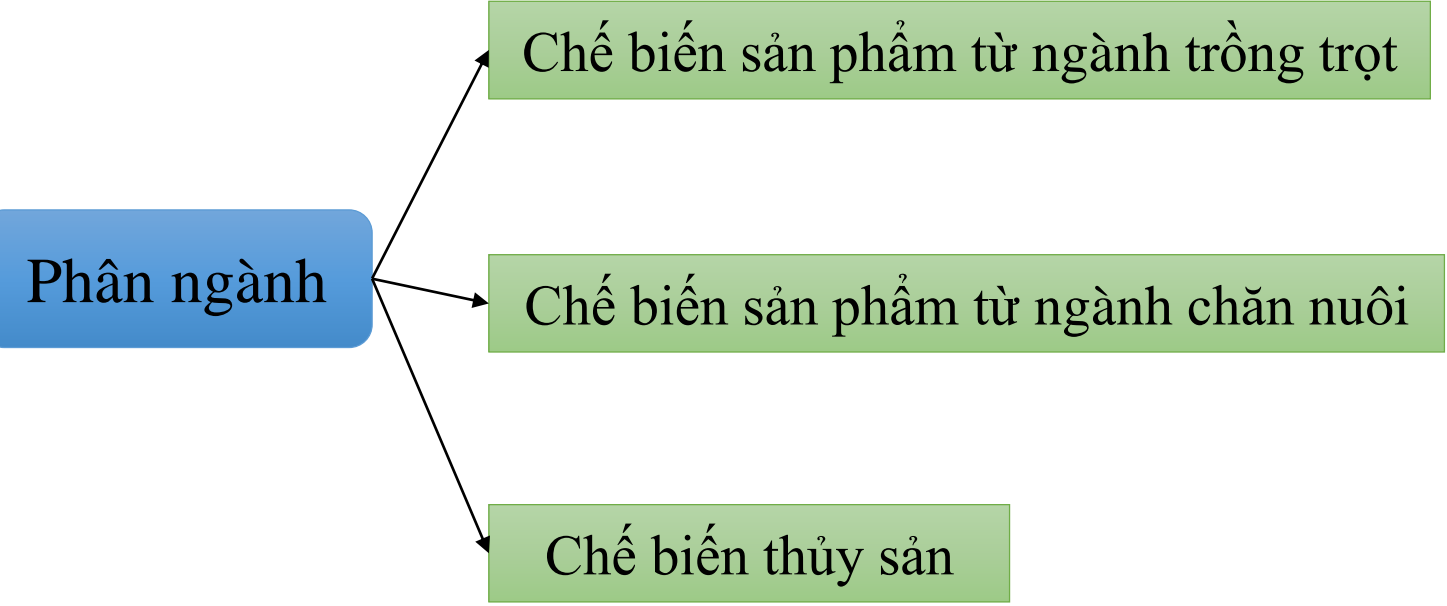 Chế biến sản phẩm từ ngành trồng trọt
Phân ngành
Chế biến sản phẩm từ ngành chăn nuôi
Chế biến thủy sản